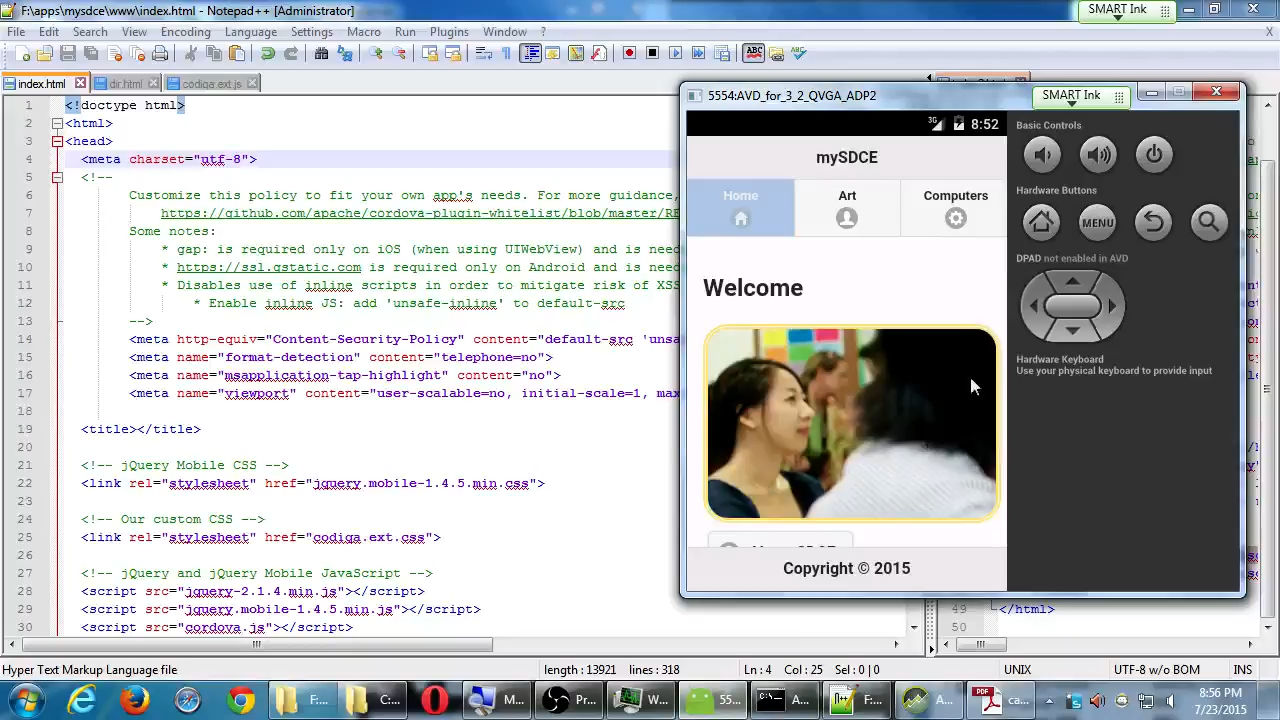 F:\apps\mysdce\www\index.html - Notepad++ [Administrator]
SMART Ink
File Edit Search View Encoding Language Settings Macro Run Plugins Window ?
X
index.html
dir.html
codiqa.ext.js
1 <!doctype html>
2 <html>
3 <head>
4 <meta charset="utf-8">
5 <!--
6 Customize this policy to fit your own app's needs. For more guidance,
7 https://github.com/apache/cordova-plugin-whitelist/blob/master/RE
8 Some notes:
9 * gap: is required only on iOS (when using UIWebView) and is nee
10 * https://ssl.gstatic.com is required only on Android and is nee
11 * Disables use of inline scripts in order to mitigate risk of XSS
12 * Enable inline JS: add 'unsafe-inline' to default-src
13 -->
14 <meta http-equiv="Content-Security-Policy" content="default-src 'unsa
15 <meta name="format-detection" content="telephone=no">
16 <meta name="msapplication-tap-highlight" content="no">
17 <meta name="viewport" content="user-scalable=no, initial-scale=1, max
18
19 <title></title>
20
21 <!-- jQuery Mobile CSS -->
22 <link rel="stylesheet" href="jquery.mobile-1.4.5.min.css">
23
24 <!-- Our custom CSS -->
25 <link rel="stylesheet" href="codiqa.ext.css">
26
27 <!-- jQuery and jQuery Mobile JavaScript -->
28 <script src="jquery-2.1.4.min.js"></script>
29 <script src="jquery.mobile-1.4.5.min.js"></script>
30 <script src="cordova.js"></script>
5554:AVD_for_3_2_QVGA_ADP2
SMART Ink
3G 8:52
mySDCE
Home Art Computers
Welcome
Copyright © 2015
Basic Controls
Hardware Buttons
MENU
DPAD not enabled in AVD
Hardware Keyboard
Use your physical keyboard to provide input
49 </html>
50
Hyper Text Markup Language file length : 13921 lines : 318 Ln : 4 Col : 25 Sel : 0 | 0 UNIX UTF-8 w/o BOM INS
F:... C:... M... Pr... W... 55... A... F:... A... ca...
8:56 PM
7/23/2015